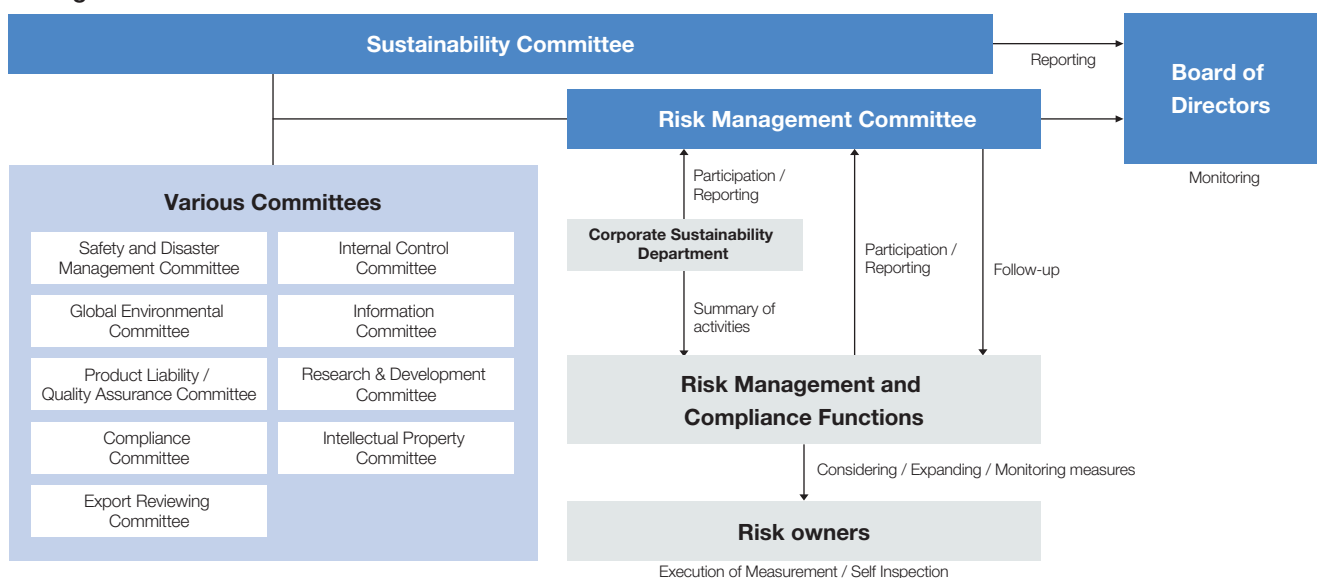 Sustainability Committee
Reporting
Board of
Directors
Monitoring
Risk Management Committee
Various Committees
Safety and Disaster
Management Committee
Internal Control
Committee
Global Environmental
Committee
Information
Committee
Product Liability /
Quality Assurance Committee
Research & Development
Committee
Compliance
Committee
Intellectual Property
Committee
Export Reviewing
Committee
Participation /
Reporting
Corporate Sustainability
Department
Summary of
activities
Participation /
Reporting
Follow-up
Risk Management and
Compliance Functions
Considering / Expanding / Monitoring measures
Risk owners
Execution of Measurement / Self Inspection